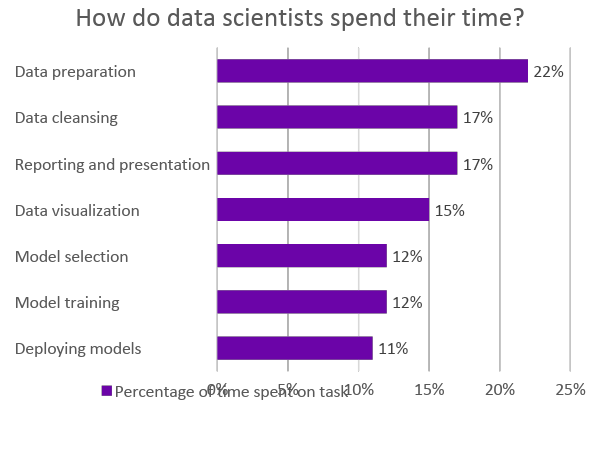 How do data scientists spend their time?
Data preparation 22%
Data cleansing 17%
Reporting and presentation 17%
Data visualization 15%
Model selection 12%
Model training 12%
Deploying models 11%
0% 5% 10% 15% 20% 25%
Percentage of time spent on task